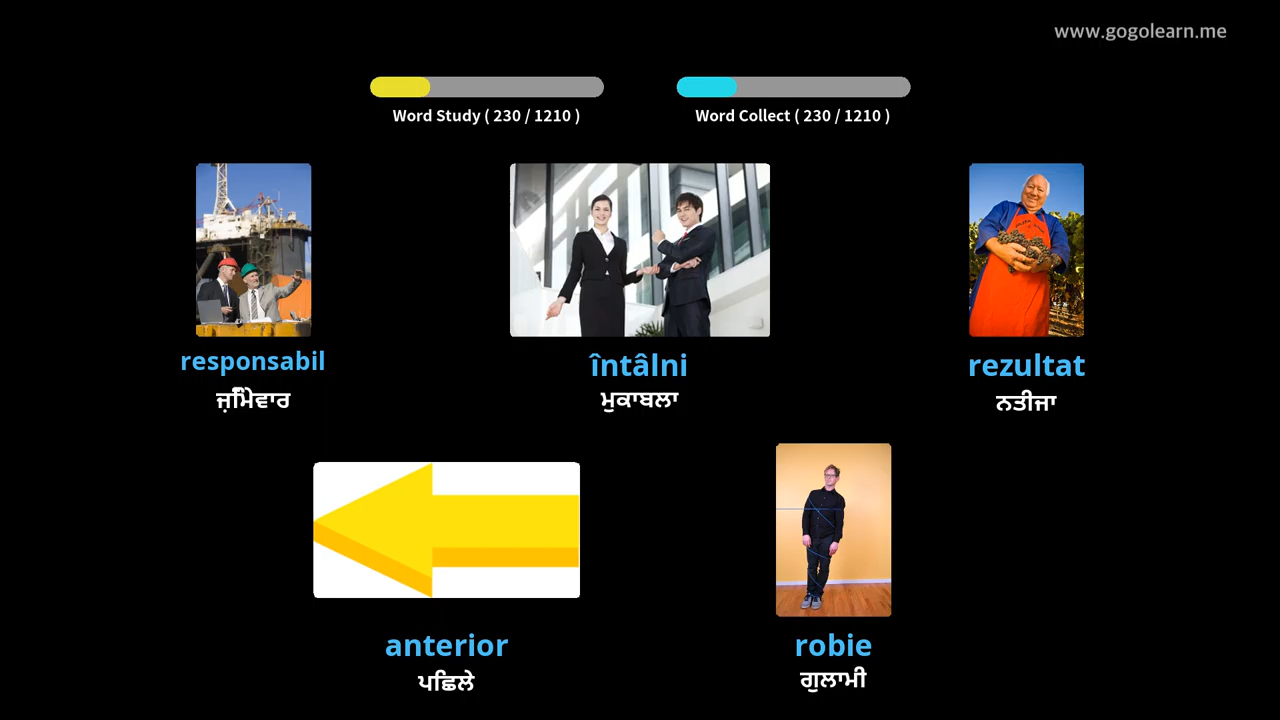 www.gogolearn.me
Word Study ( 230 / 1210 )
Word Collect ( 230 / 1210 )
responsabil
ਜ਼ਿੰਮੇਵਾਰ
întâlni
ਮੁਕਾਬਲਾ
rezultat
ਨਤੀਜਾ
anterior
ਪਛਿਲੇ
robie
ਗੁਲਾਮੀ